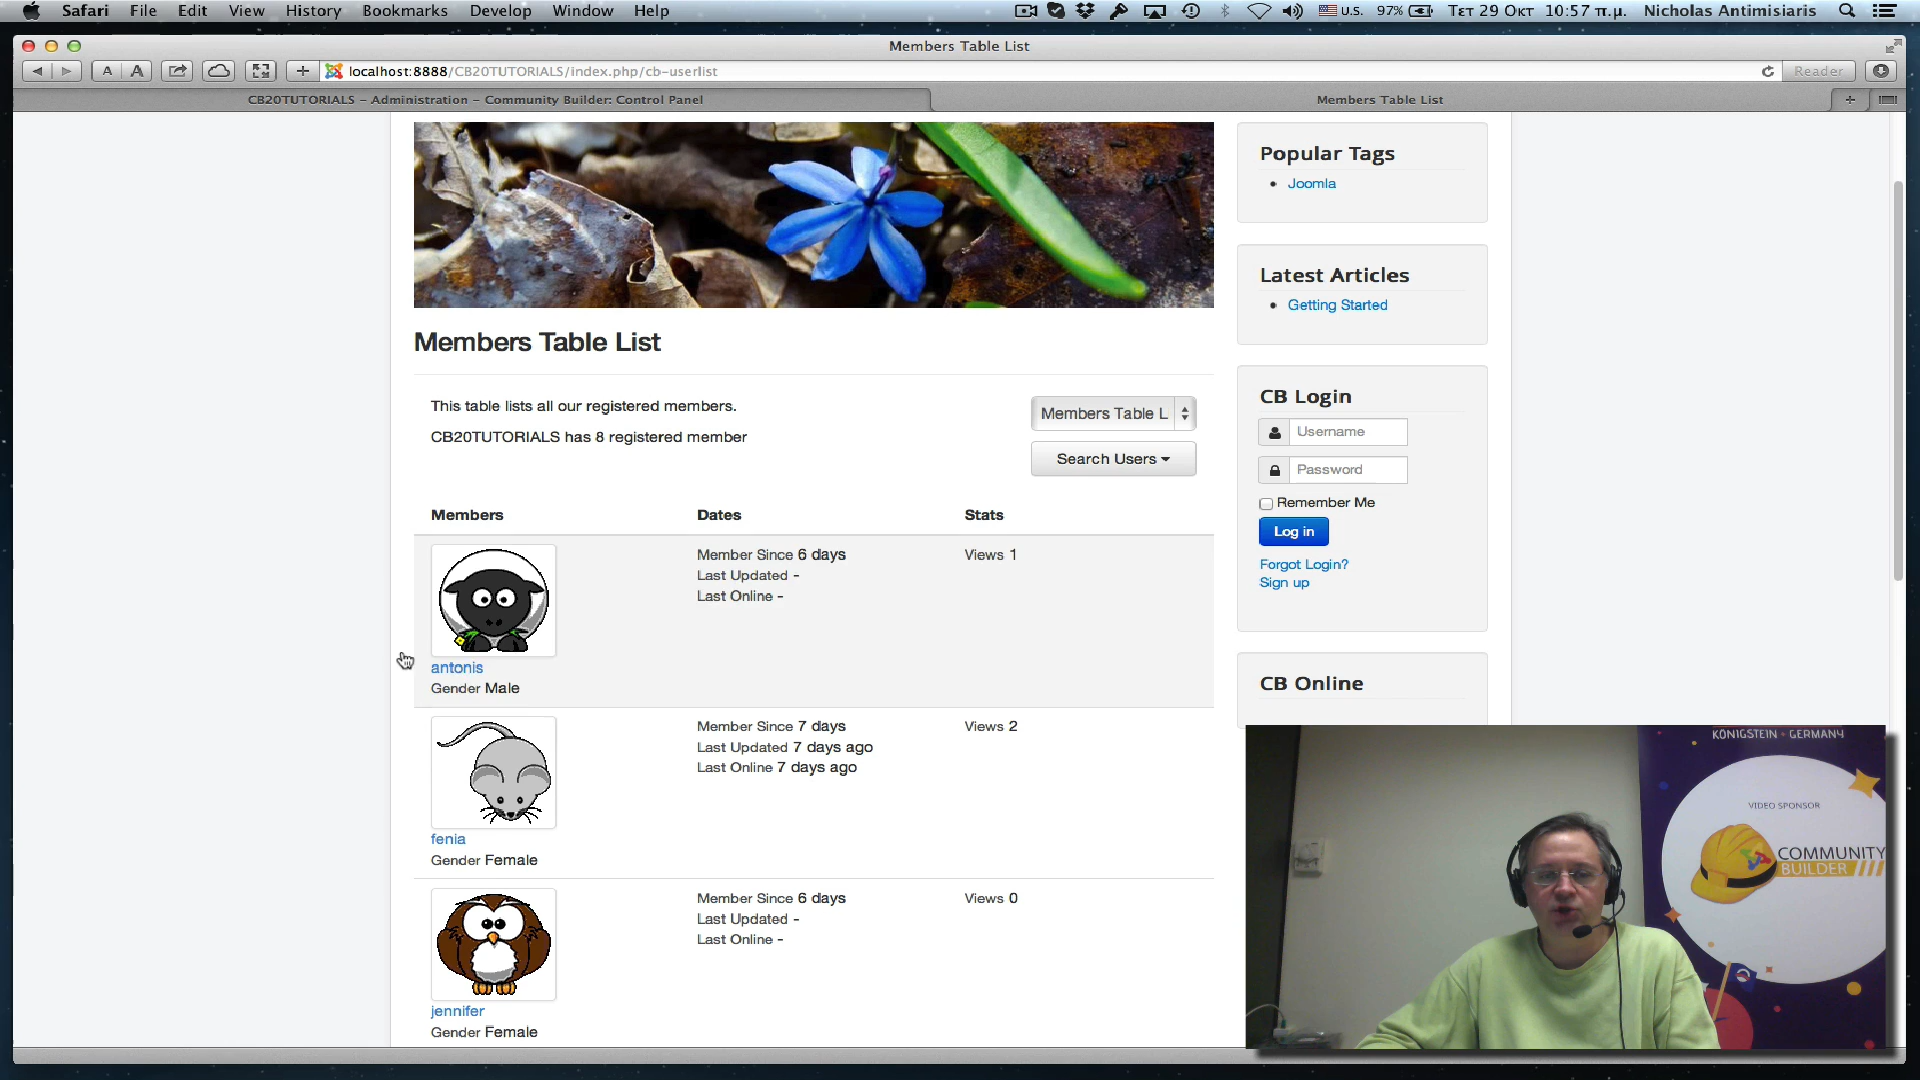 Safari File Edit View History Bookmarks Develop Window Help U.S. 97% Τετ 29 Οκτ 10:57 π.μ. Nicholas Antimisiaris
Members Table List
A A + localhost:8888/CB20TUTORIALS/index.php/cb-userlist Reader
CB20TUTORIALS – Administration – Community Builder: Control Panel
Members Table List
+
Popular Tags
Joomla
Latest Articles
Getting Started
Members Table List
This table lists all our registered members.
CB20TUTORIALS has 8 registered member
Members Table L
Search Users
CB Login
Username
Password
Remember Me
Log in
Forgot Login?
Sign up
CB Online
Members Dates Stats
antonis
Gender Male
Member Since 6 days
Last Updated -
Last Online -
Views 1
fenia
Gender Female
Member Since 7 days
Last Updated 7 days ago
Last Online 7 days ago
Views 2
jennifer
Gender Female
Member Since 6 days
Last Updated -
Last Online -
Views 0
KÖNIGSTEIN • GERMANY
VIDEO SPONSOR
COMMUNITY
BUILDER